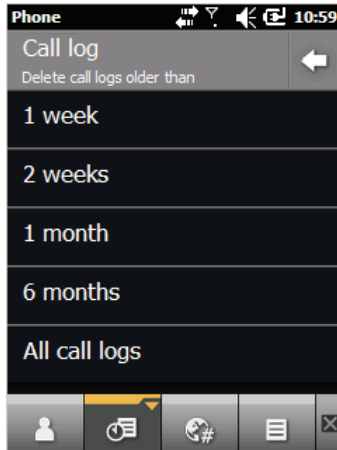 Phone 10:59
Call log
Delete call logs older than
1 week
2 weeks
1 month
6 months
All call logs
#